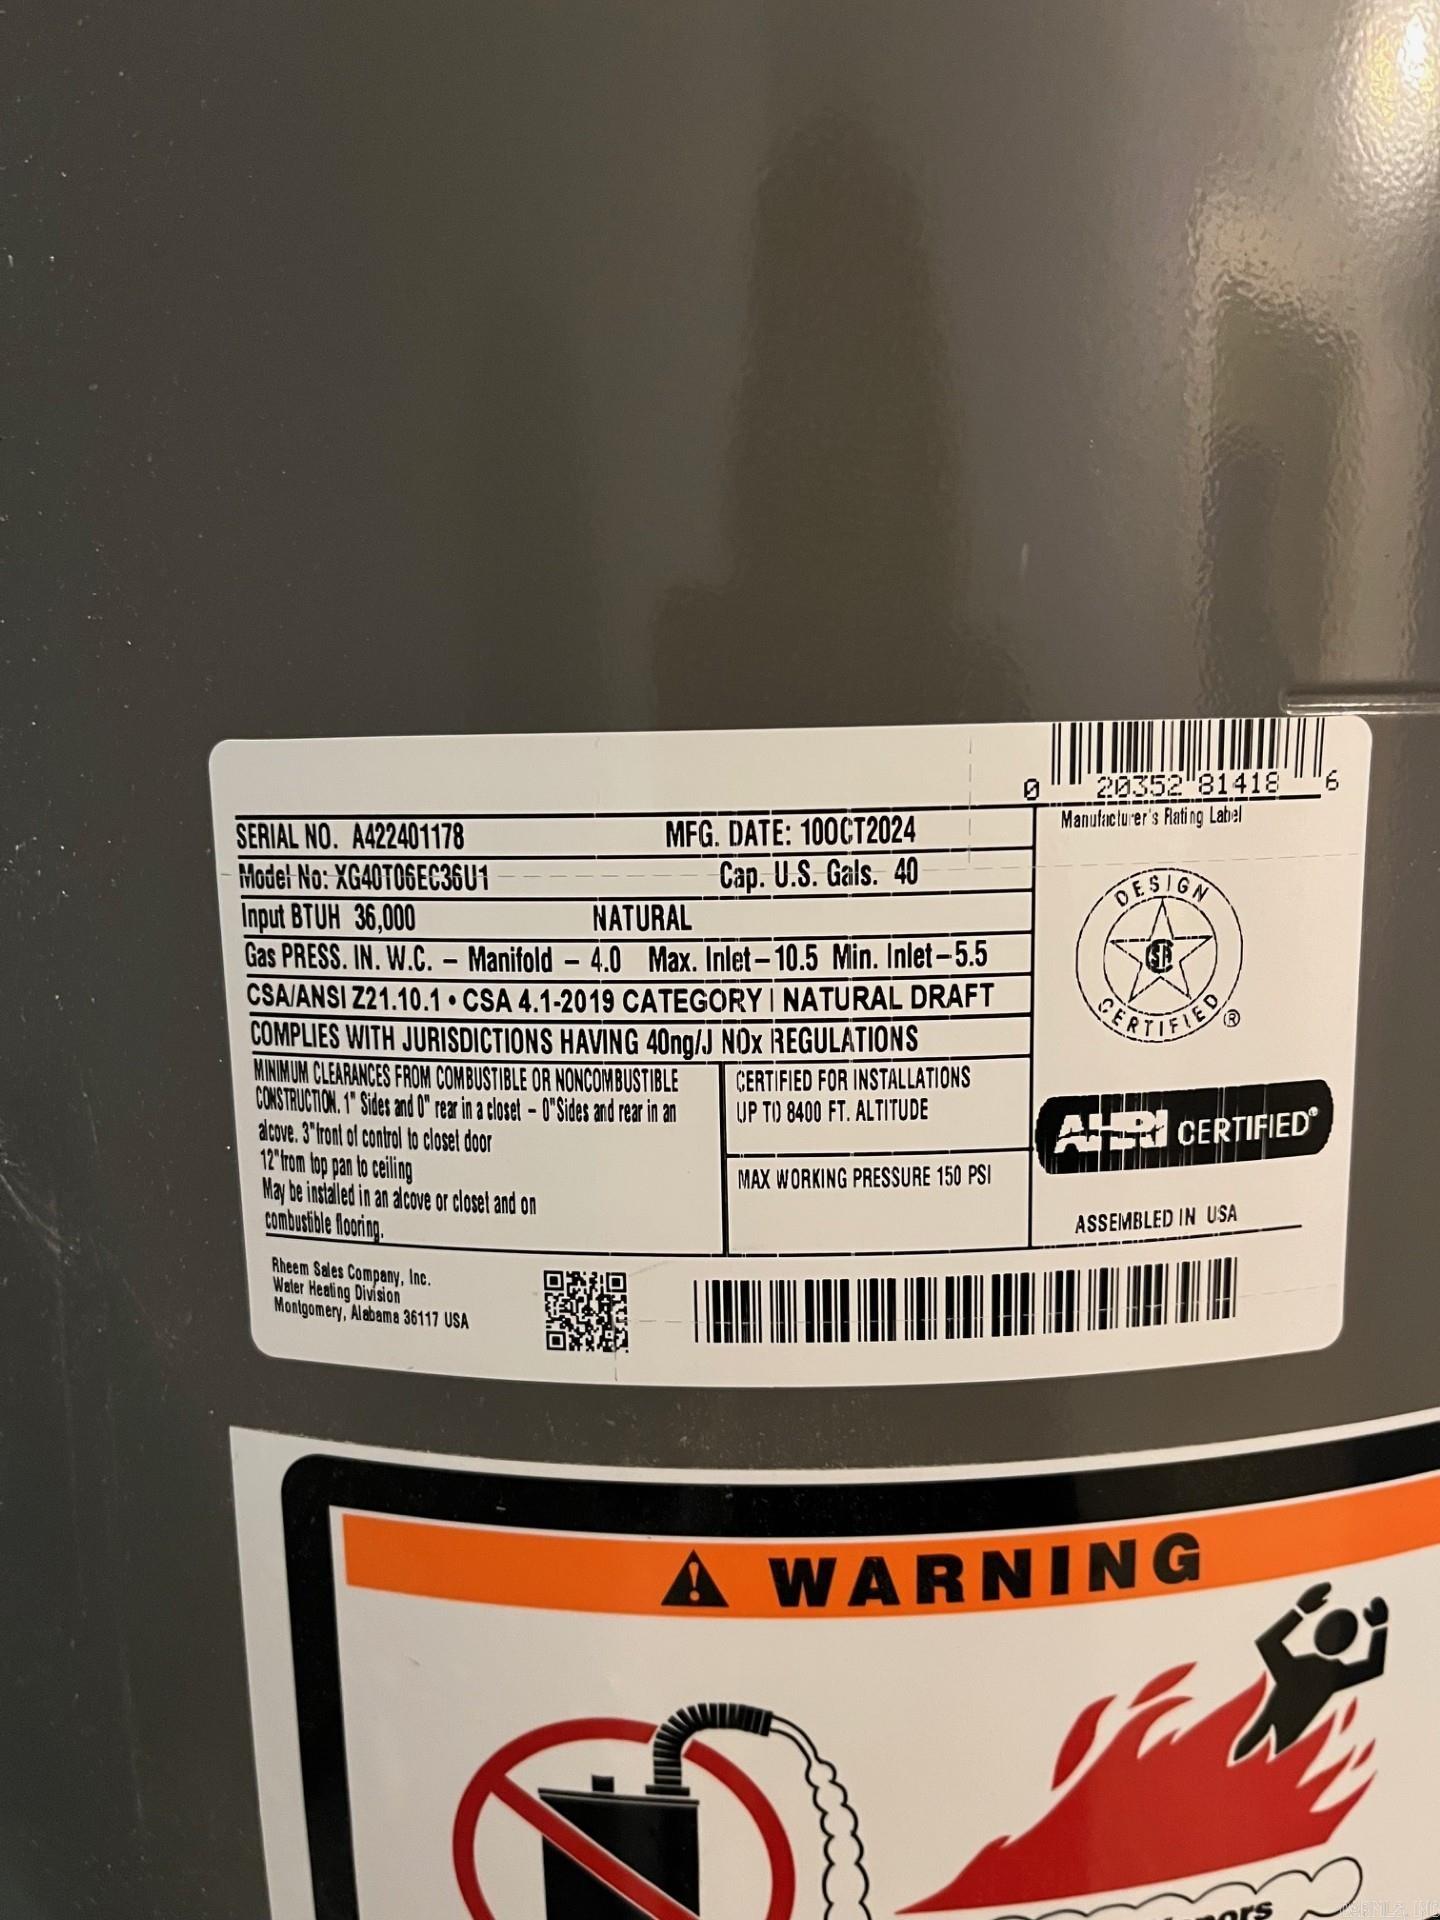 0 20352 81418 6
Manufacturer's Rating Label
SERIAL NO. A422401178 MFG. DATE: 10OCT2024
Model No: XG40T06EC36U1 Cap. U.S. Gals. 40
Input BTUH 36,000 NATURAL
Gas PRESS. IN. W.C. – Manifold – 4.0 Max. Inlet–10.5 Min. Inlet–5.5
CSA/ANSI Z21.10.1 • CSA 4.1-2019 CATEGORY I NATURAL DRAFT
COMPLIES WITH JURISDICTIONS HAVING 40ng/J NOx REGULATIONS
MINIMUM CLEARANCES FROM COMBUSTIBLE OR NONCOMBUSTIBLE
CONSTRUCTION. 1" Sides and 0" rear in a closet – 0"Sides and rear in an
alcove. 3"front of control to closet door
12"from top pan to ceiling
May be installed in an alcove or closet and on
combustible flooring.
CERTIFIED FOR INSTALLATIONS
UP TO 8400 FT. ALTITUDE
MAX WORKING PRESSURE 150 PSI
DESIGN
CERTIFIED ®
AHRI CERTIFIED®
ASSEMBLED IN USA
Rheem Sales Company, Inc.
Water Heating Division
Montgomery, Alabama 36117 USA
WARNING